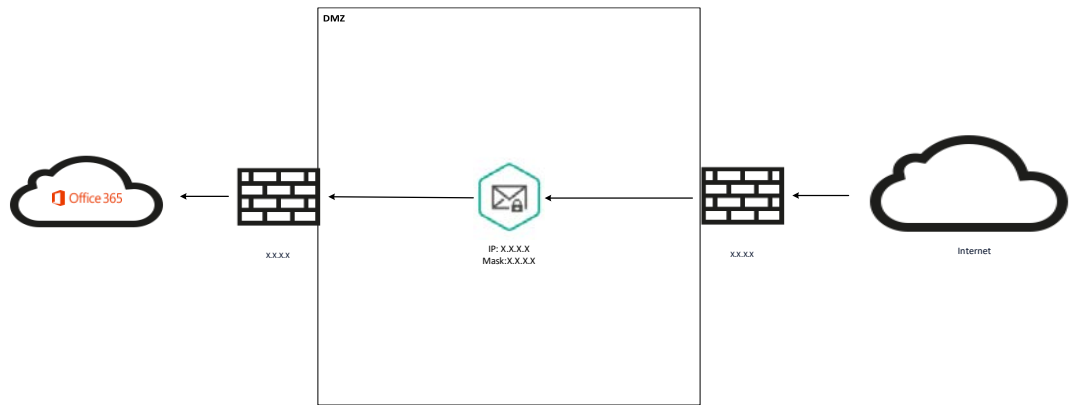 DMZ
Office 365
x.x.x.x
IP: X.X.X.X
Mask:X.X.X.X
x.x.x.x
Internet